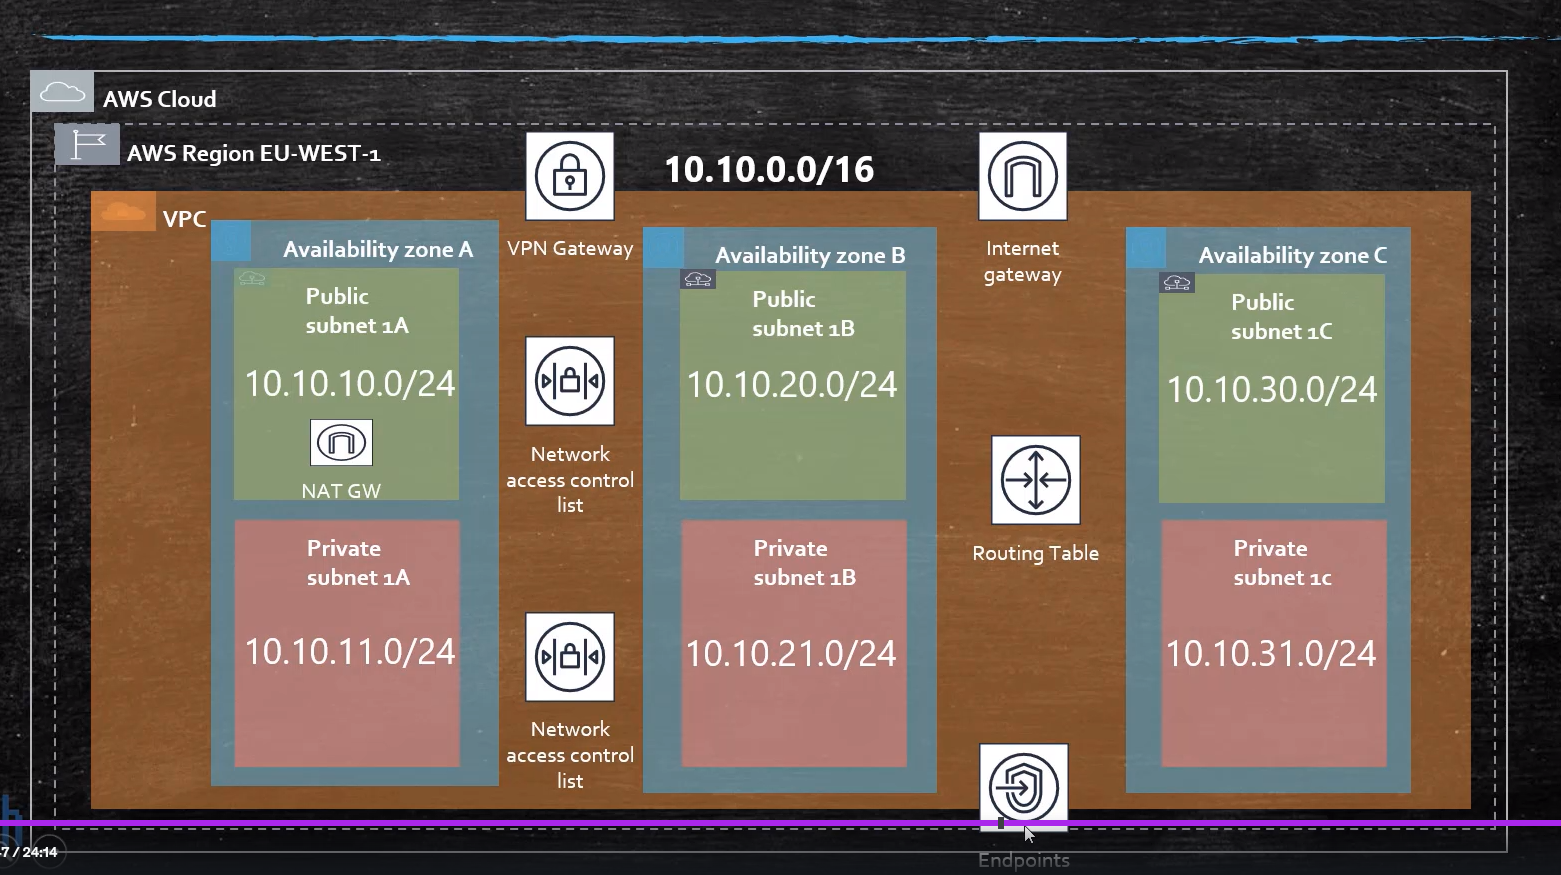 AWS Cloud
AWS Region EU-WEST-1
10.10.0.0/16
VPC
Availability zone A
VPN Gateway
Availability zone B
Internet
gateway
Availability zone C
Public
subnet 1A
10.10.10.0/24
NAT GW
Network
access control
list
Public
subnet 1B
10.10.20.0/24
Routing Table
Public
subnet 1C
10.10.30.0/24
Private
subnet 1A
10.10.11.0/24
Network
access control
list
Private
subnet 1B
10.10.21.0/24
Private
subnet 1c
10.10.31.0/24
Endpoints
7 / 24:14